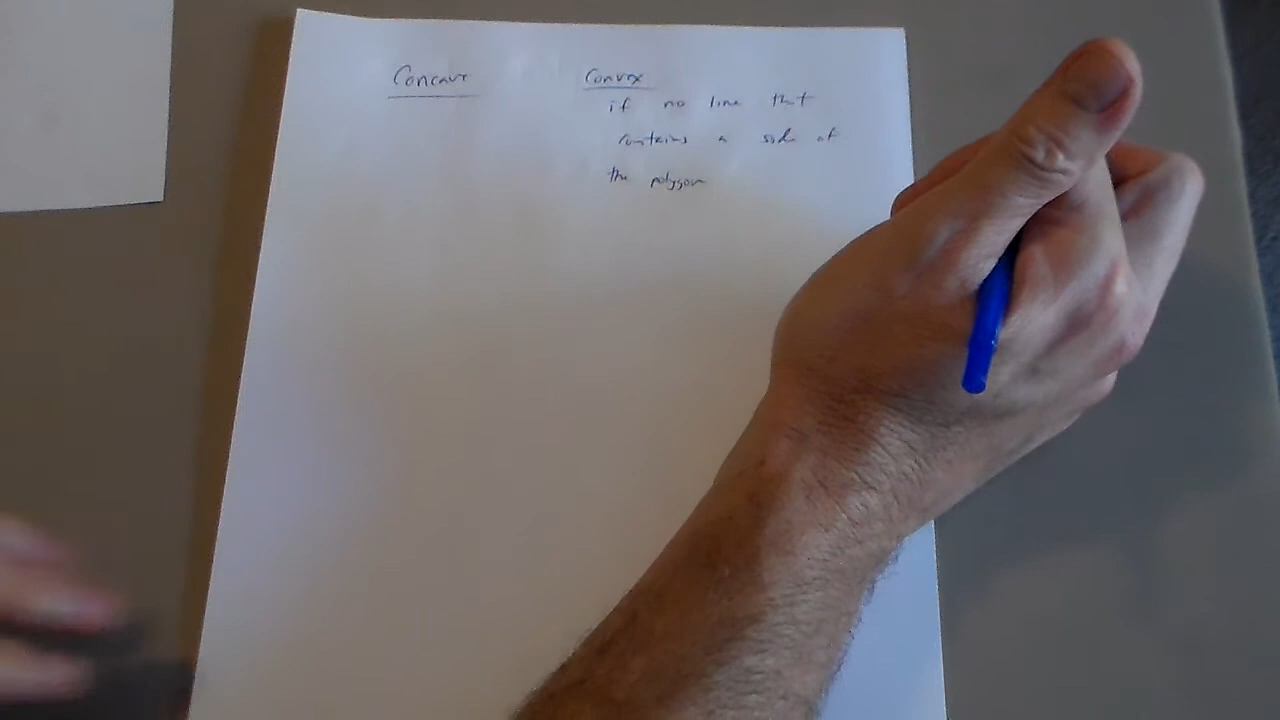 Concave
Convex
if no line that
contains a side of
the polygon